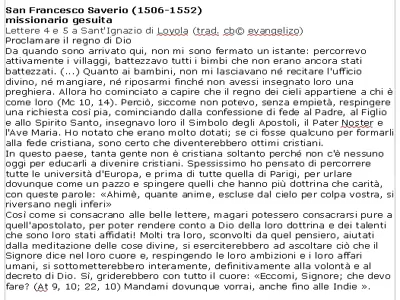 San Francesco Saverio (1506-1552)
missionario gesuita
Lettere 4 e 5 a Sant'Ignazio di Loyola (trad. cb© evangelizo)
Proclamare il regno di Dio
Da quando sono arrivato qui, non mi sono fermato un istante: percorrevo
attivamente i villaggi, battezzavo tutti i bimbi che non erano ancora stati
battezzati. (...) Quanto ai bambini, non mi lasciavano né recitare l'uffizio
divino, né mangiare, né riposarmi finché non avessi insegnato loro una
preghiera. Allora ho cominciato a capire che il regno dei cieli appartiene a chi è
come loro (Mc 10, 14). Perciò, siccome non potevo, senza empietà, respingere
una richiesta così pia, cominciando dalla confessione di fede al Padre, al Figlio
e allo Spirito Santo, insegnavo loro il Simbolo degli Apostoli, il Pater Noster e
l'Ave Maria. Ho notato che erano molto dotati; se ci fosse qualcuno per formarli
alla fede cristiana, sono certo che diventerebbero ottimi cristiani.
In questo paese, tanta gente non è cristiana soltanto perché non c'è nessuno
oggi per educarli a divenire cristiani. Spessissimo ho pensato di percorrere
tutte le università d'Europa, e prima di tutte quella di Parigi, per urlare
dovunque come un pazzo e spingere quelli che hanno più dottrina che carità,
con queste parole: «Ahimè, quante anime, escluse dal cielo per colpa vostra, si
riversano negli inferi»
Così come si consacrano alle belle lettere, magari potessero consacrarsi pure a
quell'apostolato, per poter rendere conto a Dio della loro dottrina e dei talenti
che sono loro stati affidati! Molti tra loro, sconvolti da quel pensiero, aiutati
dalla meditazione delle cose divine, si eserciterebbero ad ascoltare ciò che il
Signore dice nel loro cuore e, respingendo le loro ambizioni e i loro affari
umani, si sottometterebbero interamente, definitivamente alla volontà e al
decreto di Dio. Sì, griderebbero con tutto il cuore: «Eccomi, Signore; che devo
fare? (At 9, 10; 22, 10) Mandami dovunque vorrai, anche fino alle Indie ».